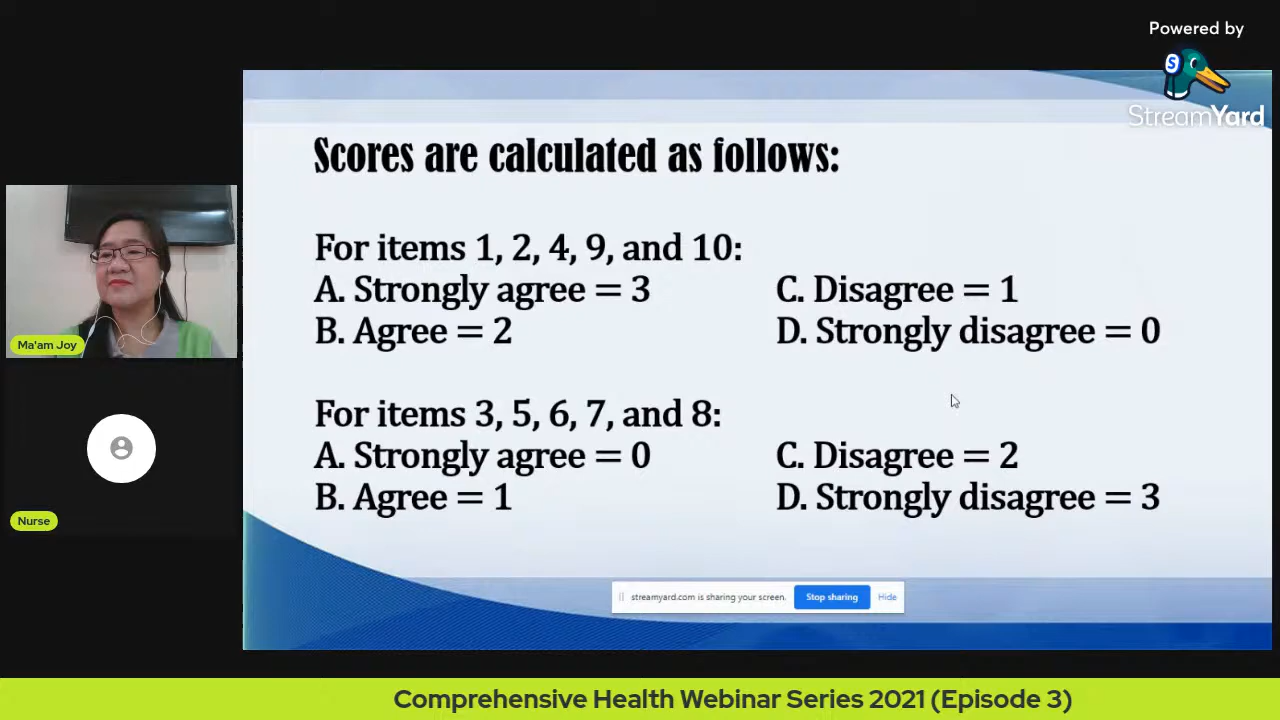 Powered by
StreamYard
Scores are calculated as follows:
For items 1, 2, 4, 9, and 10:
A. Strongly agree = 3
C. Disagree = 1
B. Agree = 2
D. Strongly disagree = 0
For items 3, 5, 6, 7, and 8:
A. Strongly agree = 0
C. Disagree = 2
B. Agree = 1
D. Strongly disagree = 3
Ma'am Joy
Nurse
streamyard.com is sharing your screen.
Stop sharing
Hide
Comprehensive Health Webinar Series 2021 (Episode 3)